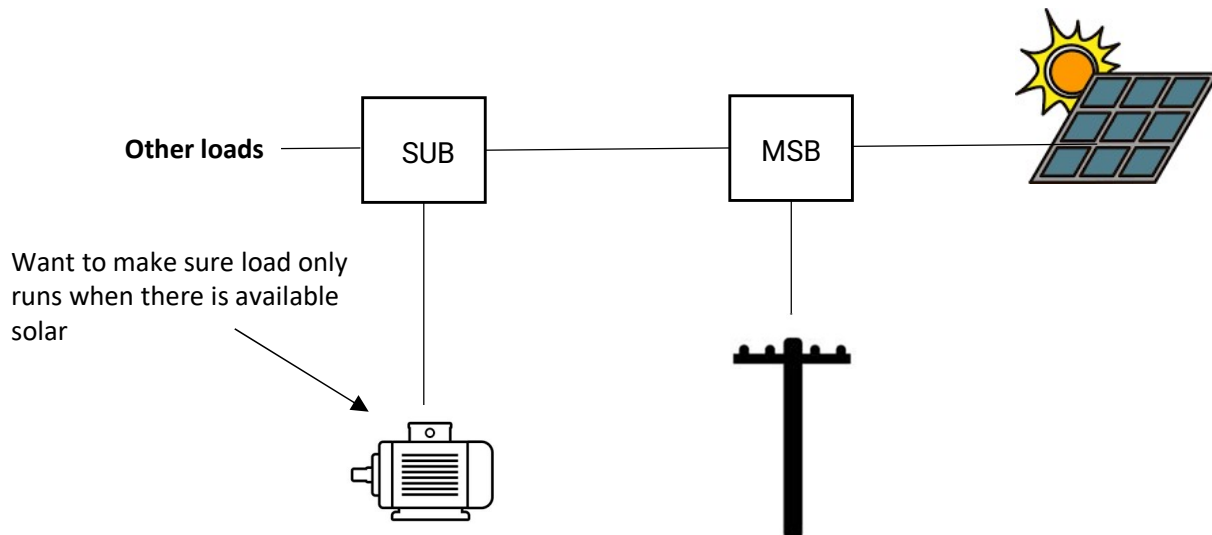 Other loads
SUB
MSB
Want to make sure load only
runs when there is available
solar